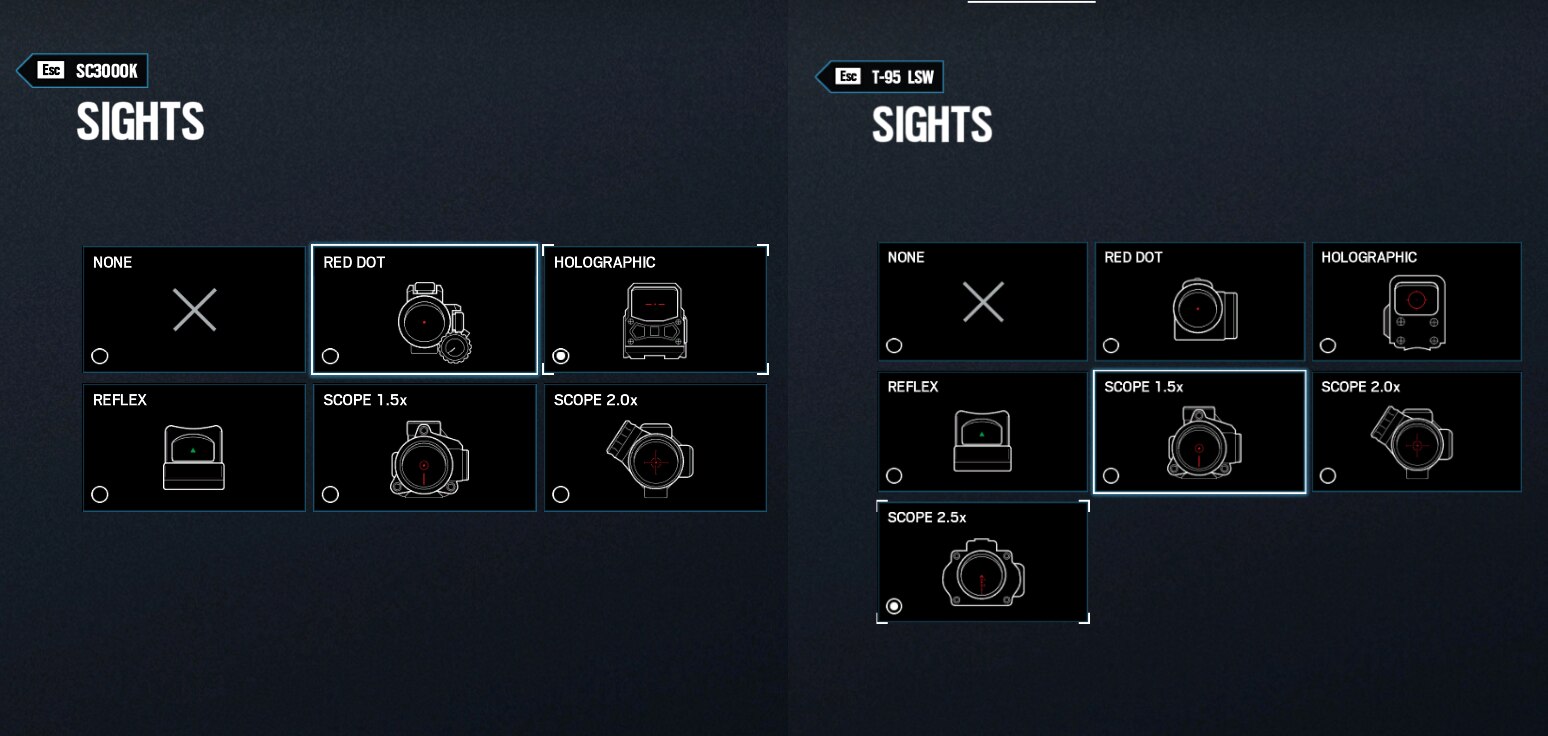 Esc SC3000K
SIGHTS
NONE
RED DOT
HOLOGRAPHIC
REFLEX
SCOPE 1.5x
SCOPE 2.0x
Esc T-95 LSW
SIGHTS
NONE
RED DOT
HOLOGRAPHIC
REFLEX
SCOPE 1.5x
SCOPE 2.0x
SCOPE 2.5x